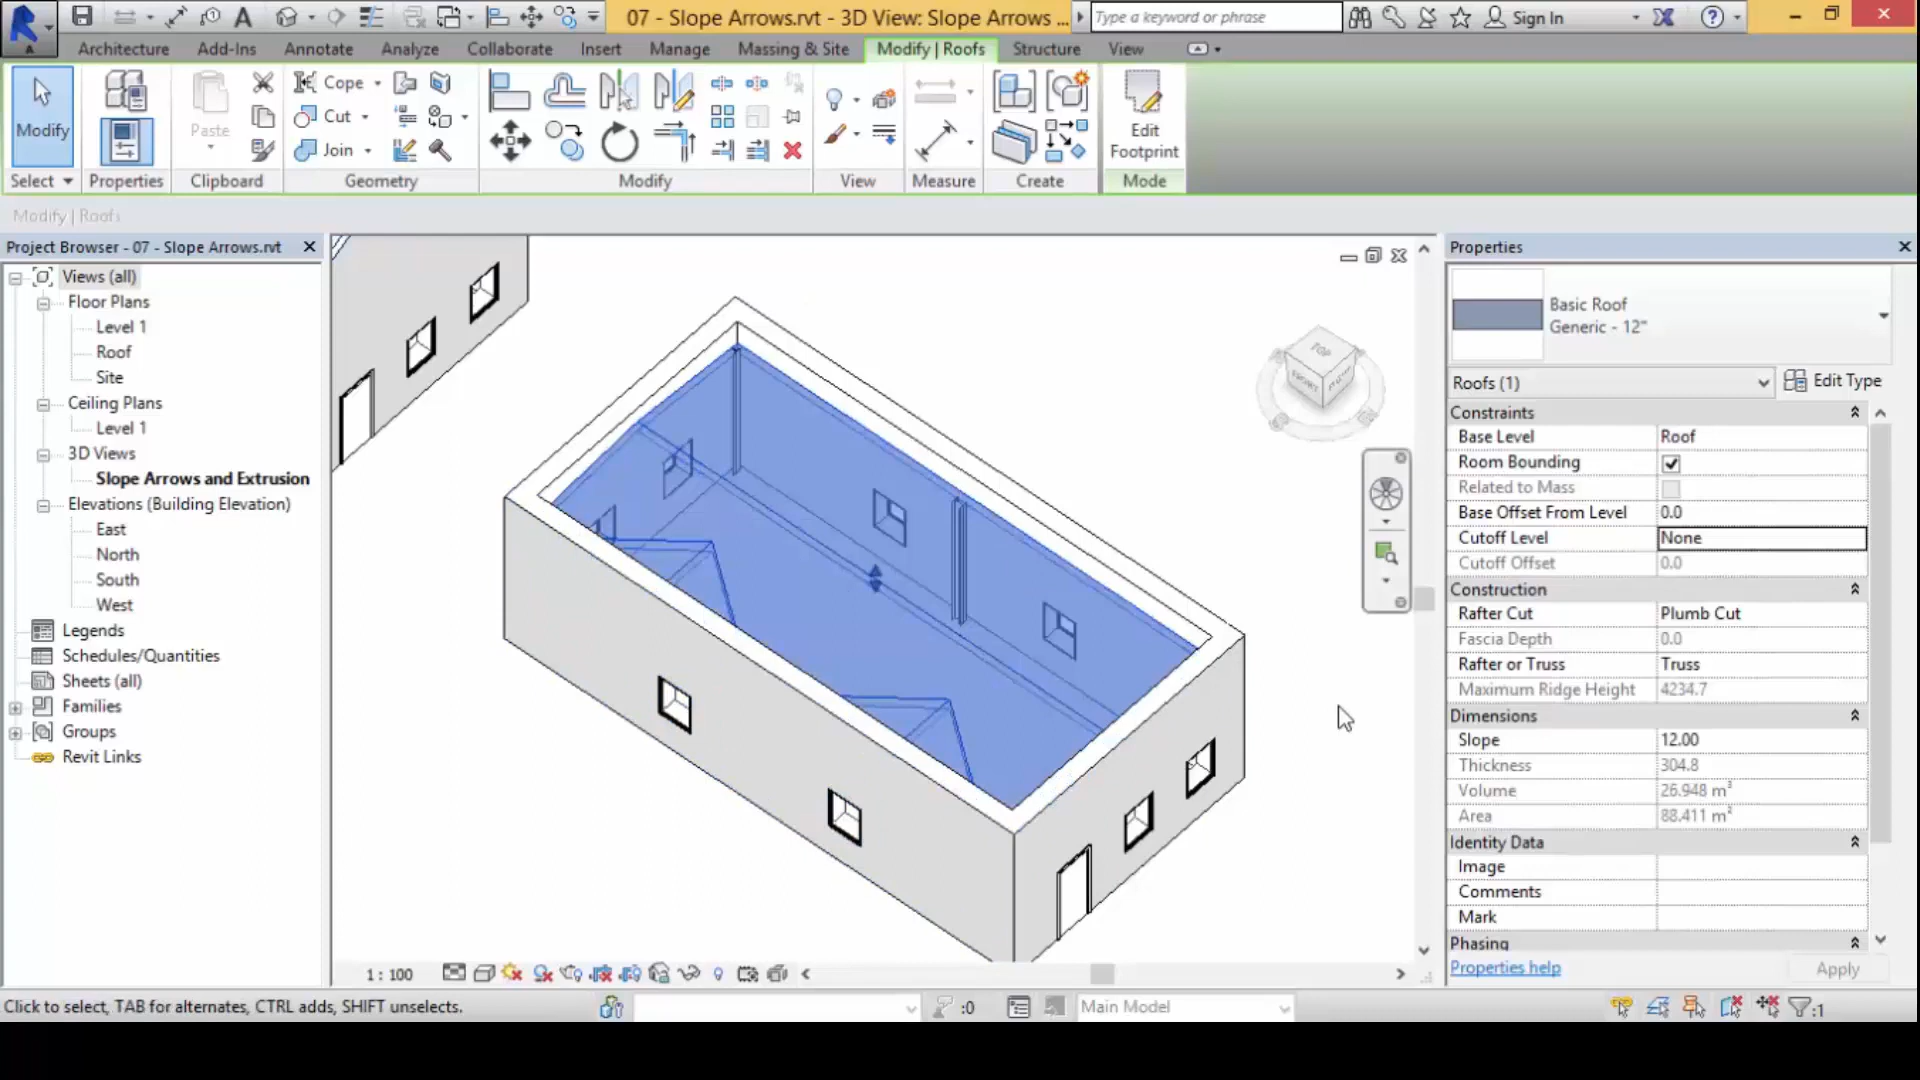 07 - Slope Arrows.rvt - 3D View: Slope Arrows ...
Type a keyword or phrase
Sign In
Architecture
Add-Ins
Annotate
Analyze
Collaborate
Insert
Manage
Massing & Site
Modify | Roofs
Structure
View
Modify
Paste
Cope
Cut
Join
Edit
Footprint
Select
Properties
Clipboard
Geometry
Modify
View
Measure
Create
Mode
Modify | Roofs
Project Browser - 07 - Slope Arrows.rvt
Views (all)
Floor Plans
Level 1
Roof
Site
Ceiling Plans
Level 1
3D Views
Slope Arrows and Extrusion
Elevations (Building Elevation)
East
North
South
West
Legends
Schedules/Quantities
Sheets (all)
Families
Groups
Revit Links
TOP
FRONT
1 : 100
Properties
Basic Roof
Generic - 12"
Roofs (1)
Edit Type
Constraints
Base Level Roof
Room Bounding
Related to Mass
Base Offset From Level 0.0
Cutoff Level None
Cutoff Offset 0.0
Construction
Rafter Cut Plumb Cut
Fascia Depth 0.0
Rafter or Truss Truss
Maximum Ridge Height 4234.7
Dimensions
Slope 12.00
Thickness 304.8
Volume 26.948 m³
Area 88.411 m²
Identity Data
Image
Comments
Mark
Phasing
Properties help
Apply
Click to select, TAB for alternates, CTRL adds, SHIFT unselects.
:0
Main Model
:1